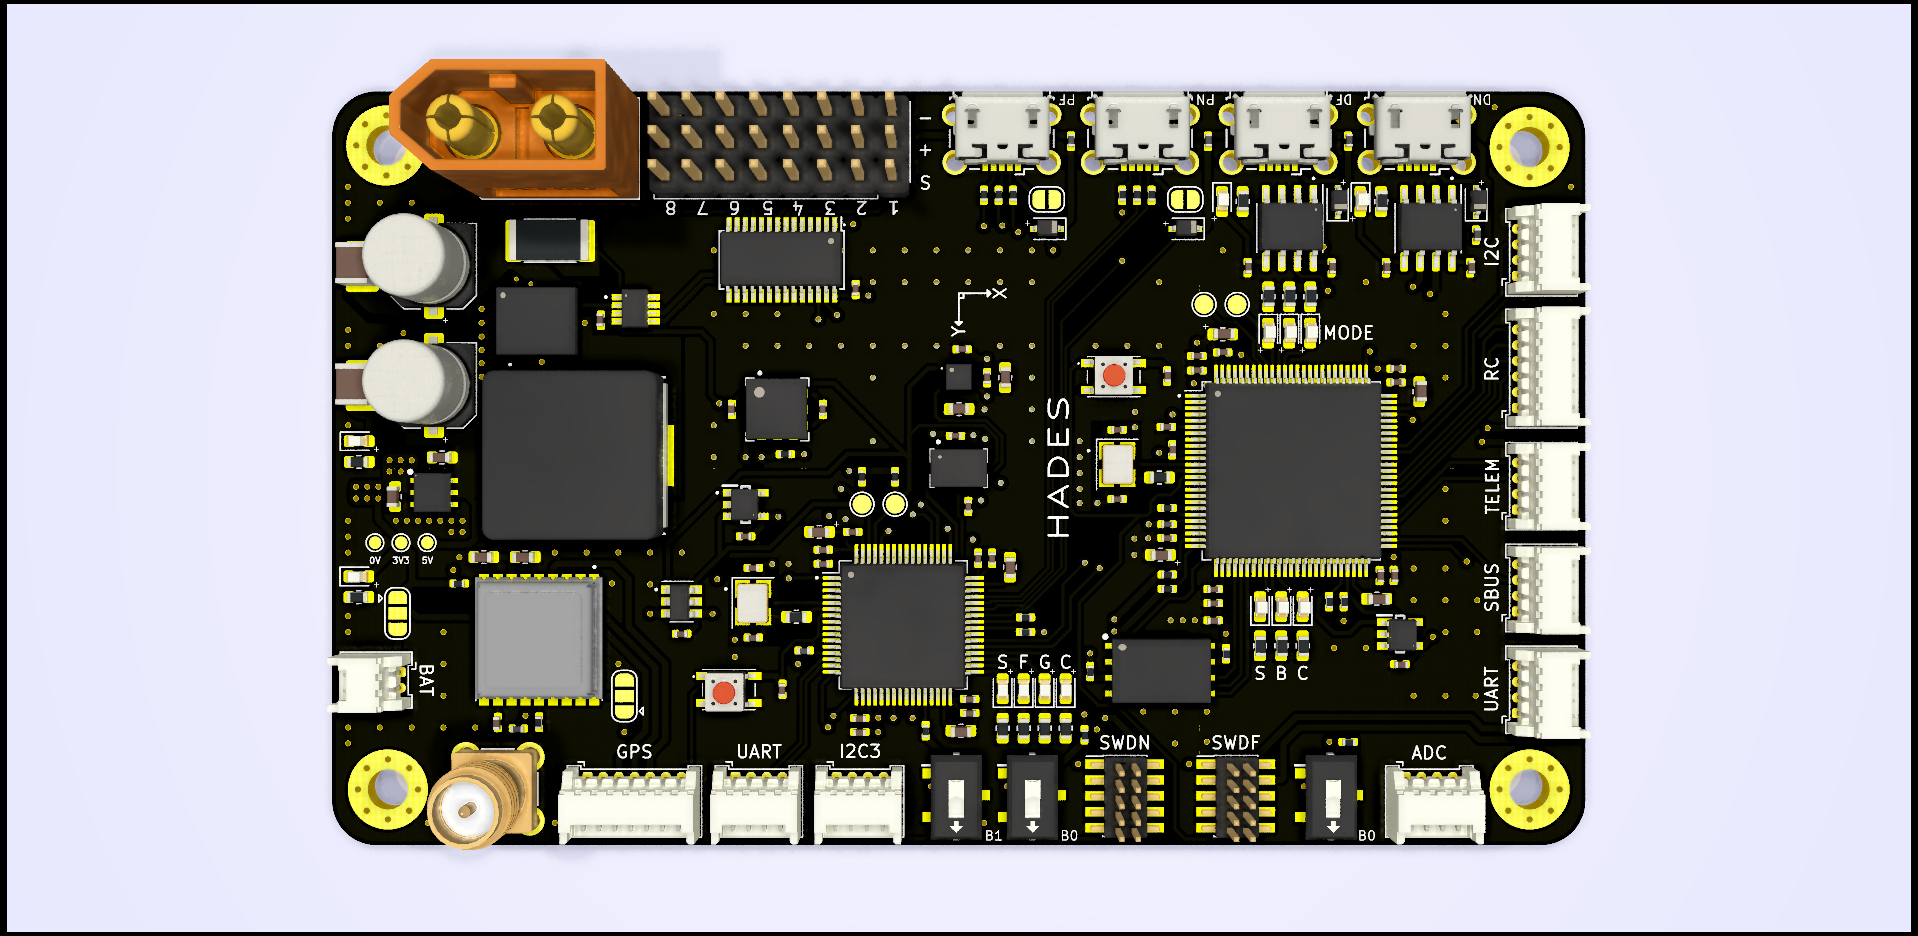 PF
PN
DF
DN
-
+
S
8 7 6 5 4 3 2 1
I2C
X
Y
MODE
RC
HADES
TELEM
0V 3V3 5V
SBUS
BAT
S F G C
S B C
UART
GPS
UART
I2C3
SWDN
SWDF
ADC
B1
B0
B0